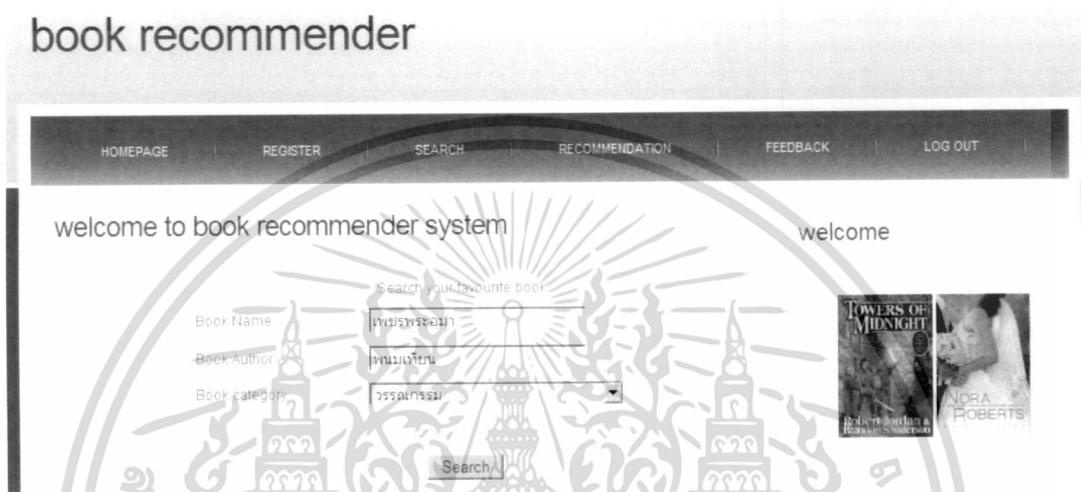 book recommender
HOMEPAGE REGISTER SEARCH RECOMMENDATION FEEDBACK LOG OUT
welcome to book recommender system
welcome
Search your favourite book
Book Name เพชรพระอุมา
Book Author พนมเทียน
Book category วรรณกรรม
Search
TOWERS OF
MIDNIGHT
Robert Jordan &
Brandon Sanderson
NORA
ROBERTS